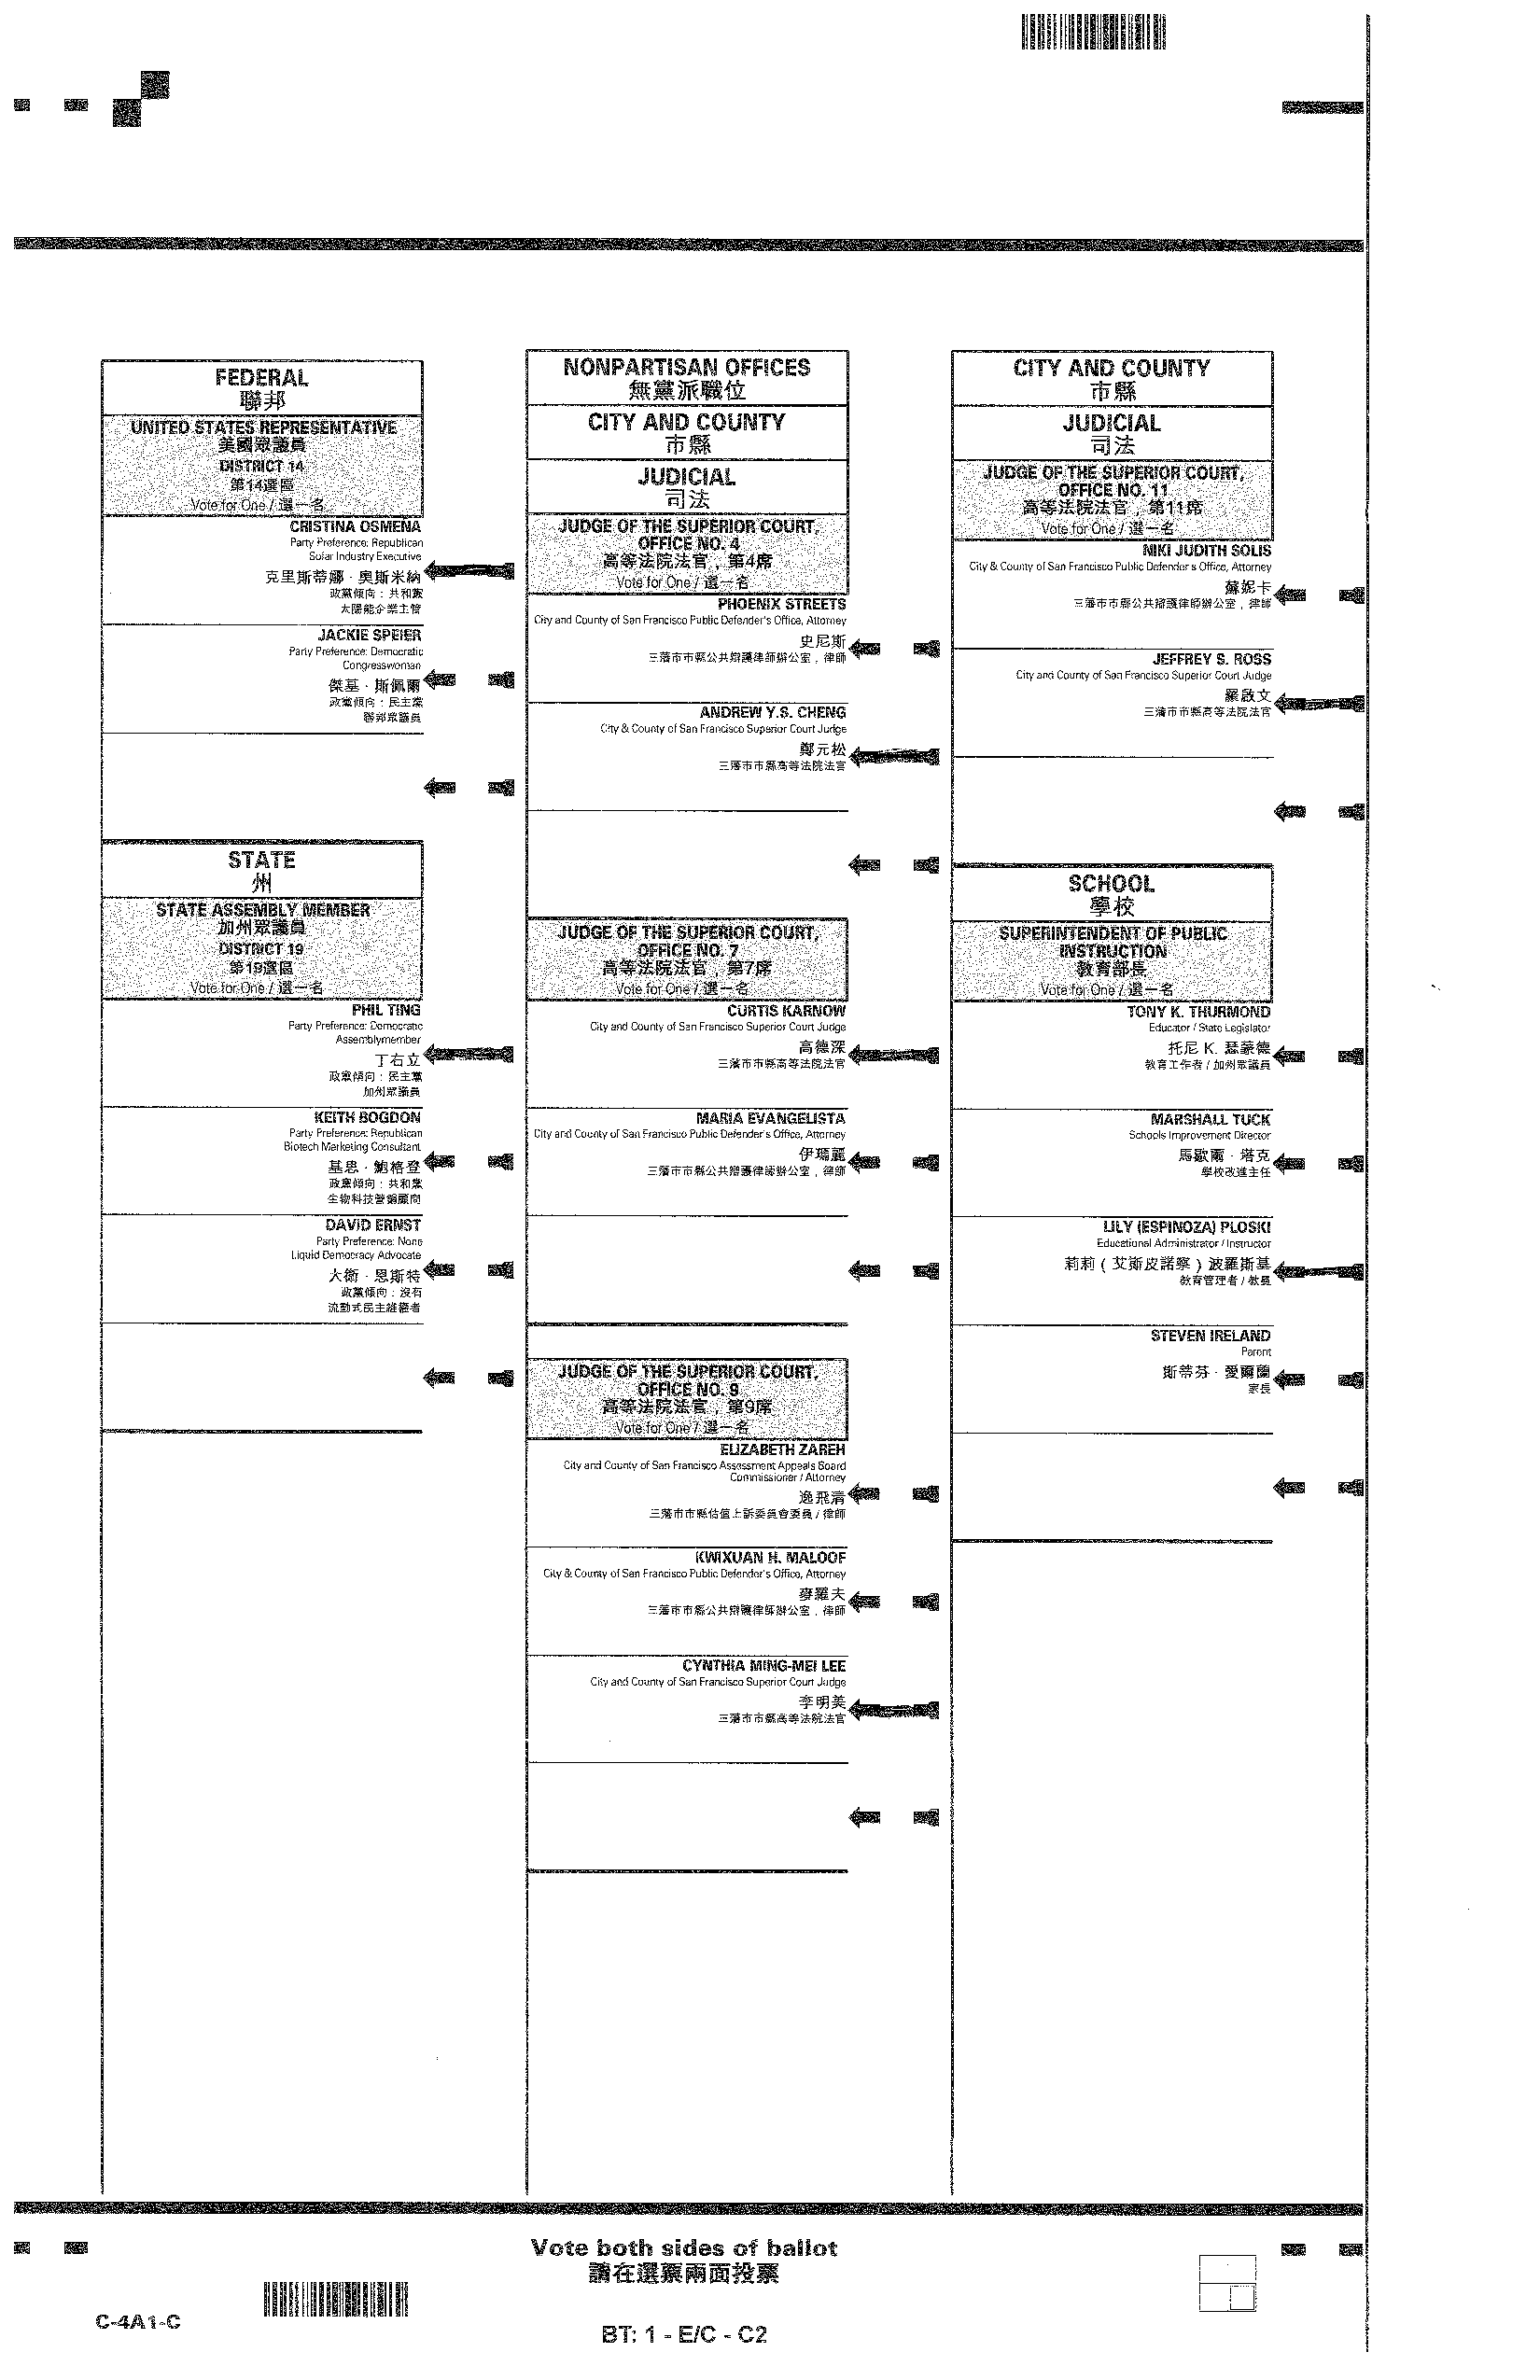 FEDERAL
聯邦
UNITED STATES REPRESENTATIVE
美國眾議員
DISTRICT 14
第14選區
Vote for One / 選一名
CRISTINA OSMEÑA
Party Preference: Republican
Solar Industry Executive
克里斯蒂娜 · 奧斯米納
政黨傾向：共和黨
太陽能企業主管
JACKIE SPEIER
Party Preference: Democratic
Congresswoman
傑基 · 斯佩爾
政黨傾向：民主黨
聯邦眾議員
STATE
州
STATE ASSEMBLY MEMBER
加州眾議員
DISTRICT 19
第19選區
Vote for One / 選一名
PHIL TING
Party Preference: Democratic
Assemblymember
丁右立
政黨傾向：民主黨
加州眾議員
KEITH BOGDON
Party Preference: Republican
Biotech Marketing Consultant
基思 · 鮑格登
政黨傾向：共和黨
生物科技營銷顧問
DAVID ERNST
Party Preference: None
Liquid Democracy Advocate
大衛 · 恩斯特
政黨傾向：沒有
流動式民主維護者
NONPARTISAN OFFICES
無黨派職位
CITY AND COUNTY
市縣
JUDICIAL
司法
JUDGE OF THE SUPERIOR COURT,
OFFICE NO. 4
高等法院法官，第4席
Vote for One / 選一名
PHOENIX STREETS
City and County of San Francisco Public Defender's Office, Attorney
史尼斯
三藩市市縣公共辯護律師辦公室，律師
ANDREW Y.S. CHENG
City & County of San Francisco Superior Court Judge
鄭元松
三藩市市縣高等法院法官
JUDGE OF THE SUPERIOR COURT,
OFFICE NO. 7
高等法院法官，第7席
Vote for One / 選一名
CURTIS KARNOW
City and County of San Francisco Superior Court Judge
高德深
三藩市市縣高等法院法官
MARIA EVANGELISTA
City and County of San Francisco Public Defender's Office, Attorney
伊瑪麗
三藩市市縣公共辯護律師辦公室，律師
JUDGE OF THE SUPERIOR COURT,
OFFICE NO. 9
高等法院法官，第9席
Vote for One / 選一名
ELIZABETH ZAREH
City and County of San Francisco Assessment Appeals Board
Commissioner / Attorney
逸飛清
三藩市市縣估值上訴委員會委員 / 律師
KWIXUAN H. MALOOF
City & County of San Francisco Public Defender's Office, Attorney
麥羅夫
三藩市市縣公共辯護律師辦公室，律師
CYNTHIA MING-MEI LEE
City and County of San Francisco Superior Court Judge
李明美
三藩市市縣高等法院法官
CITY AND COUNTY
市縣
JUDICIAL
司法
JUDGE OF THE SUPERIOR COURT,
OFFICE NO. 11
高等法院法官，第11席
Vote for One / 選一名
NIKI JUDITH SOLIS
City & County of San Francisco Public Defender's Office, Attorney
蘇妮卡
三藩市市縣公共辯護律師辦公室，律師
JEFFREY S. ROSS
City and County of San Francisco Superior Court Judge
羅啟文
三藩市市縣高等法院法官
SCHOOL
學校
SUPERINTENDENT OF PUBLIC
INSTRUCTION
教育部長
Vote for One / 選一名
TONY K. THURMOND
Educator / State Legislator
托尼 K. 瑟蒙德
教育工作者 / 加州眾議員
MARSHALL TUCK
Schools Improvement Director
馬歇爾 · 塔克
學校改進主任
LILY (ESPINOZA) PLOSKI
Educational Administrator / Instructor
莉莉（艾斯皮諾察）波羅斯基
教育管理者 / 教員
STEVEN IRELAND
Parent
斯蒂芬 · 愛爾蘭
家長
Vote both sides of ballot
請在選票兩面投票
C-4A1-C
BT: 1 - E/C - C2